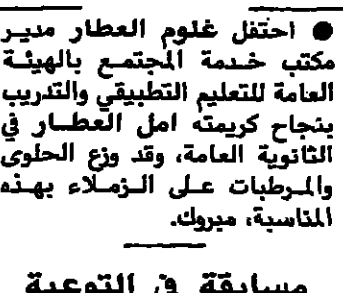 ● احتفل غلوم العطار مدير
مكتب خدمة المجتمع بالهيئة
العامة للتعليم التطبيقي والتدريب
بنجاح كريمته امل العطار في
الثانوية العامة، وقد وزع الحلوى
والمرطبات على الزملاء بهذه
المناسبة، مبروك.
مسابقة في التوعية